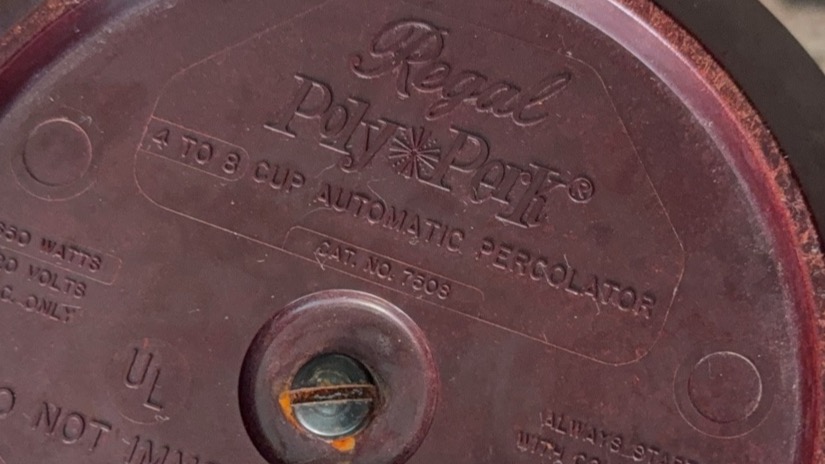 Regal
Poly Perk®
4 TO 8 CUP AUTOMATIC PERCOLATOR
CAT. NO. 7508
WATTS
VOLTS
ONLY
UL
NOT
ALWAYS START
WITH